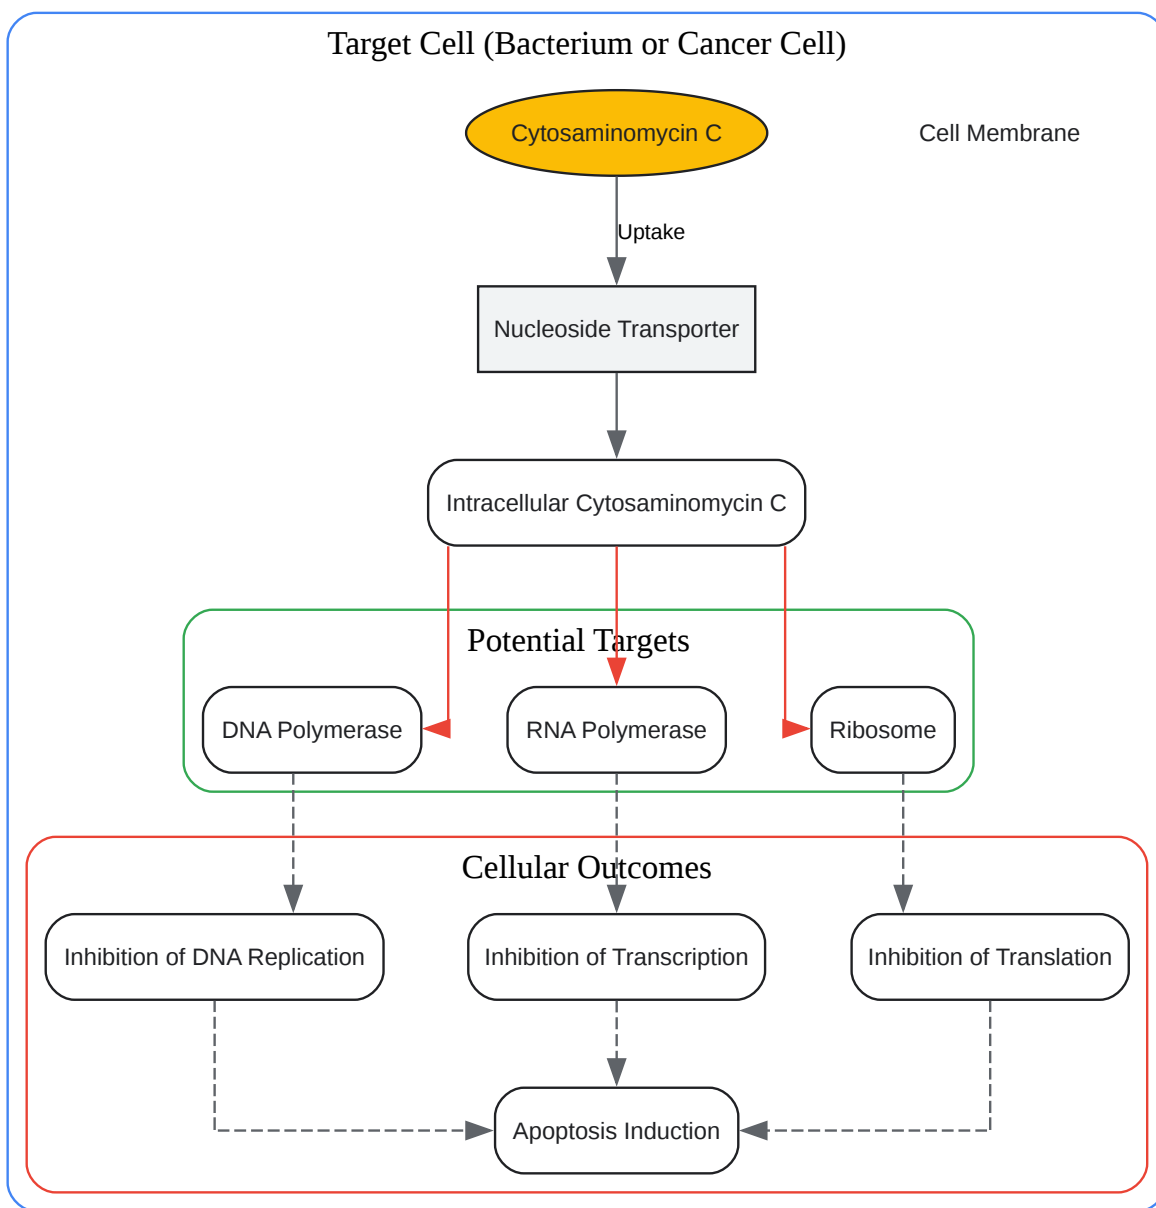 Target Cell (Bacterium or Cancer Cell)
Cytosaminomycin C
Cell Membrane
Uptake
Nucleoside Transporter
Intracellular Cytosaminomycin C
Potential Targets
DNA Polymerase
RNA Polymerase
Ribosome
Cellular Outcomes
Inhibition of DNA Replication
Inhibition of Transcription
Inhibition of Translation
Apoptosis Induction